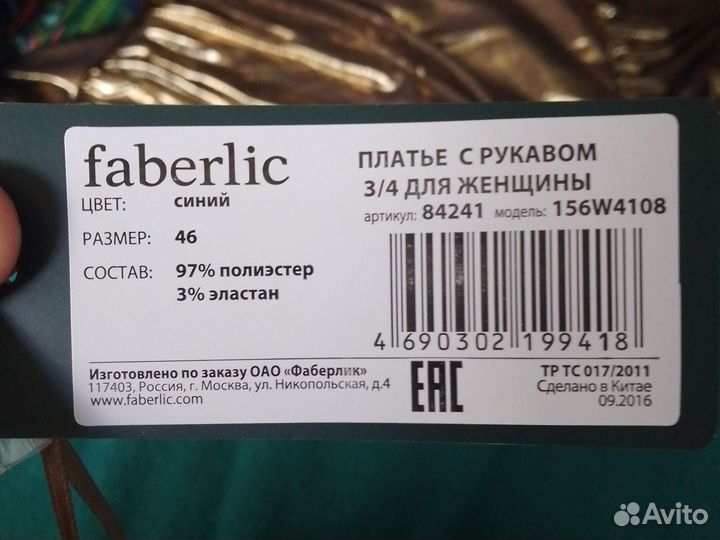 faberlic
ЦВЕТ: синий
РАЗМЕР: 46
СОСТАВ: 97% полиэстер
3% эластан
ПЛАТЬЕ С РУКАВОМ
3/4 ДЛЯ ЖЕНЩИНЫ
артикул: 84241 модель: 156W4108
4 690302 199418
Изготовлено по заказу ОАО «Фаберлик»
117403, Россия, г. Москва, ул. Никопольская, д.4
www.faberlic.com
EAC
ТР ТС 017/2011
Сделано в Китае
09.2016
Avito